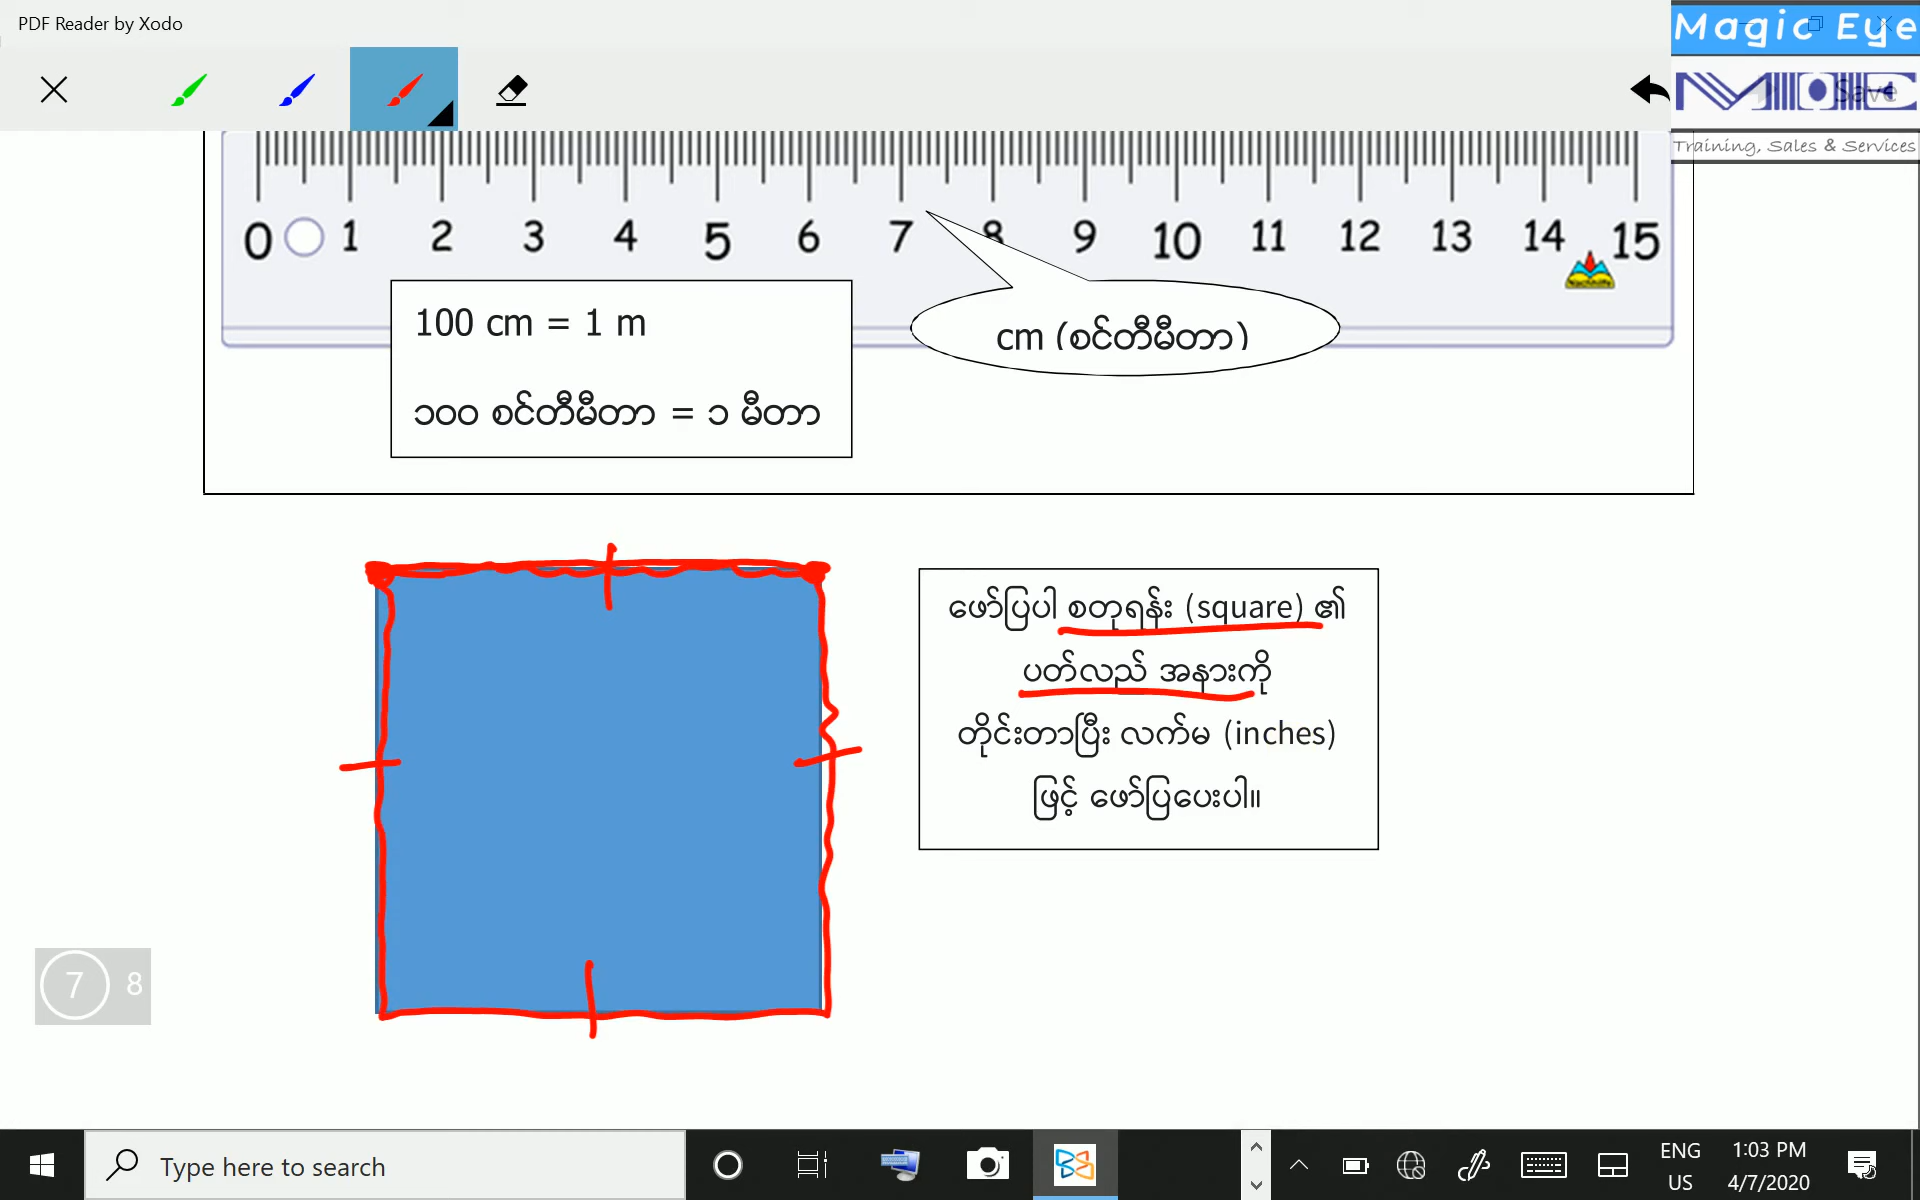 PDF Reader by Xodo
Magic Eye
MOC
Save
Training, Sales & Services
0 1 2 3 4 5 6 7 8 9 10 11 12 13 14 15
100 cm = 1 m
၁၀၀ စင်တီမီတာ = ၁ မီတာ
cm (စင်တီမီတာ)
ဖော်ပြပါ စတုရန်း (square) ၏
ပတ်လည် အနားကို
တိုင်းတာပြီး လက်မ (inches)
ဖြင့် ဖော်ပြပေးပါ။
7 8
Type here to search
ENG
US
1:03 PM
4/7/2020